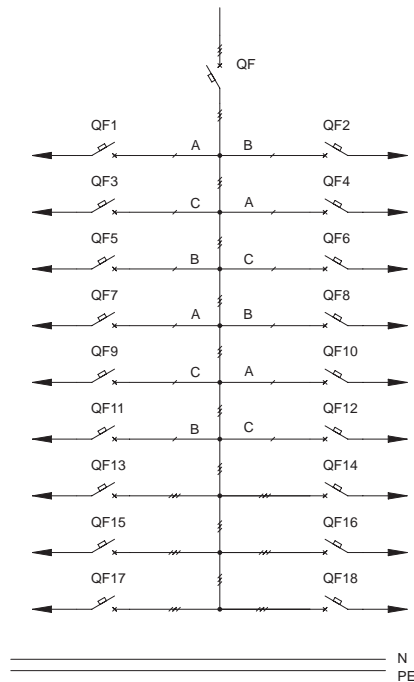 QF
QF1 A B QF2
QF3 C A QF4
QF5 B C QF6
QF7 A B QF8
QF9 C A QF10
QF11 B C QF12
QF13 QF14
QF15 QF16
QF17 QF18
N
PE